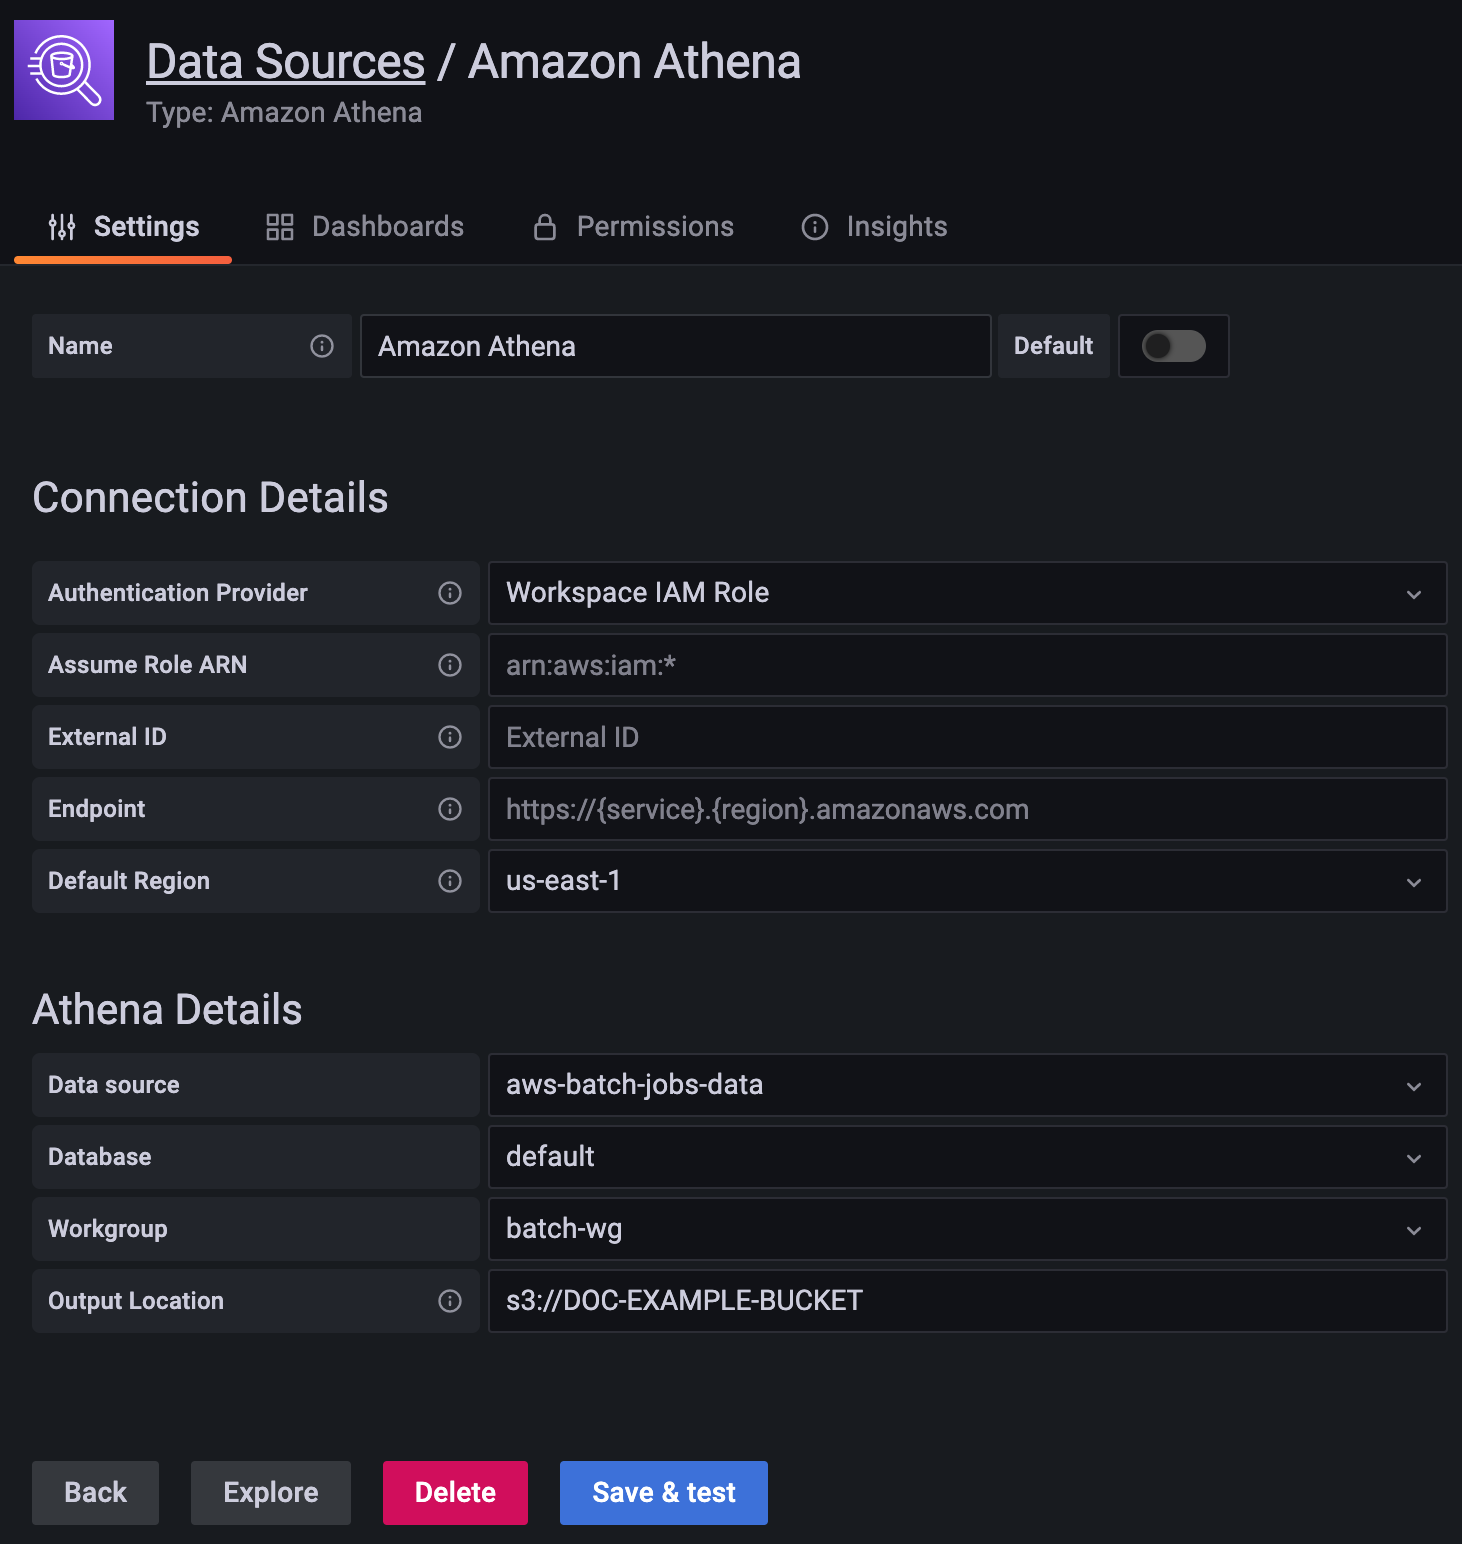 Data Sources / Amazon Athena
Type: Amazon Athena
Settings Dashboards Permissions Insights
Name Amazon Athena Default
Connection Details
Authentication Provider Workspace IAM Role
Assume Role ARN arn:aws:iam:*
External ID External ID
Endpoint https://{service}.{region}.amazonaws.com
Default Region us-east-1
Athena Details
Data source aws-batch-jobs-data
Database default
Workgroup batch-wg
Output Location s3://DOC-EXAMPLE-BUCKET
Back Explore Delete Save & test